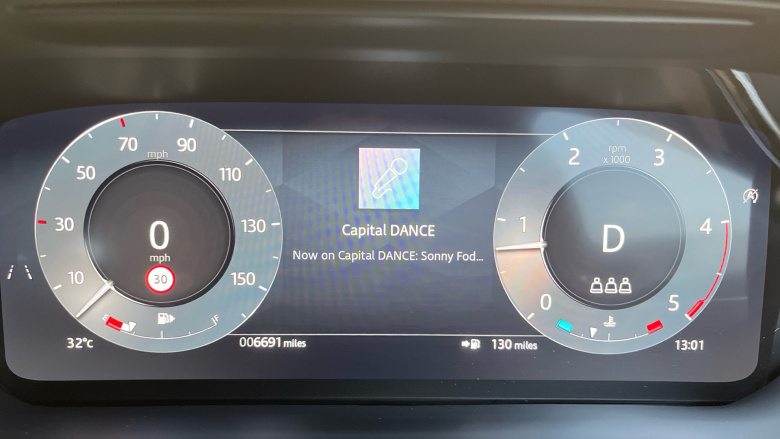 70 mph 90
50 110
30 130
10 150
0
mph
30
E F
32°c
006691 miles
Capital DANCE
Now on Capital DANCE: Sonny Fod...
130 miles
2 rpm 3
x 1000
1 4
0 5
D
13:01